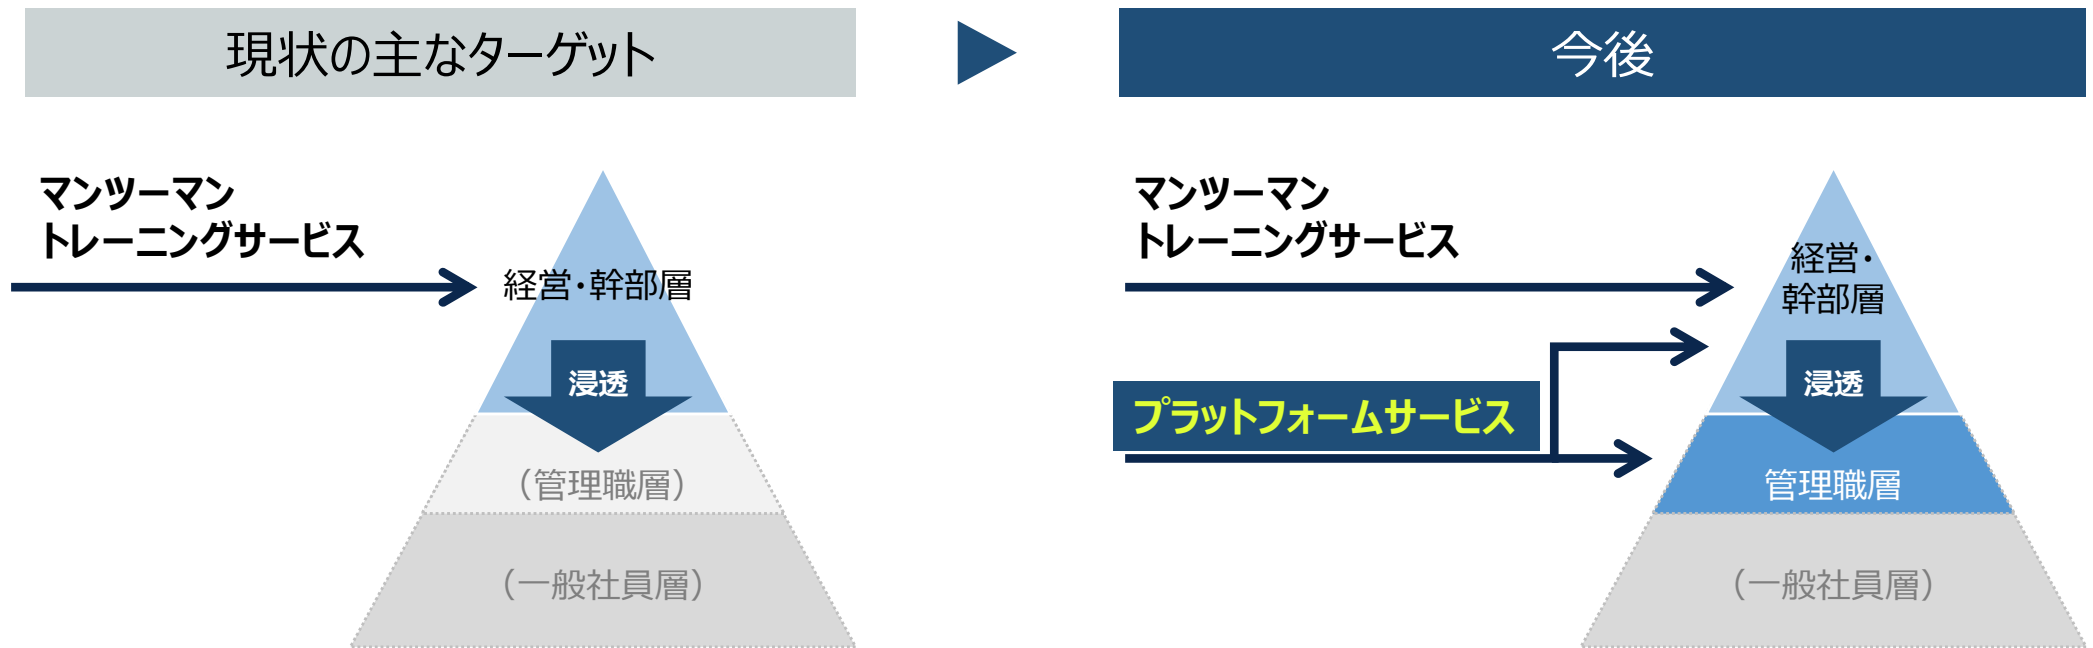 現状の主なターゲット
今後
マンツーマン
トレーニングサービス
経営・幹部層
浸透
（管理職層）
（一般社員層）
マンツーマン
トレーニングサービス
経営・
幹部層
浸透
プラットフォームサービス
管理職層
（一般社員層）